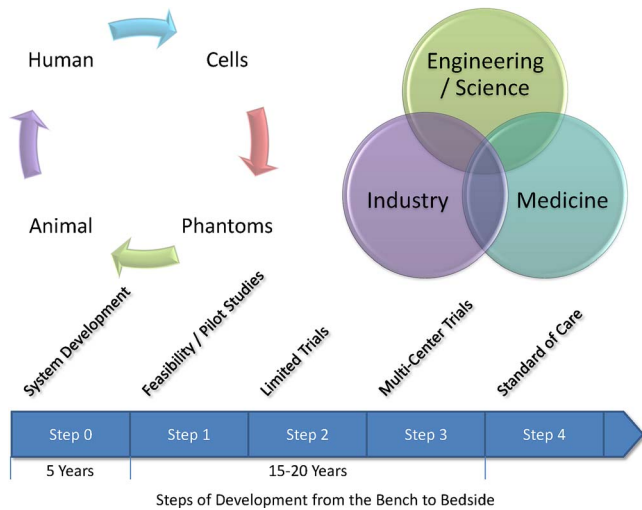 Human
Cells
Animal
Phantoms
Engineering
/ Science
Industry
Medicine
System Development
Feasibility / Pilot Studies
Limited Trials
Multi-Center Trials
Standard of Care
Step 0
Step 1
Step 2
Step 3
Step 4
5 Years
15-20 Years
Steps of Development from the Bench to Bedside